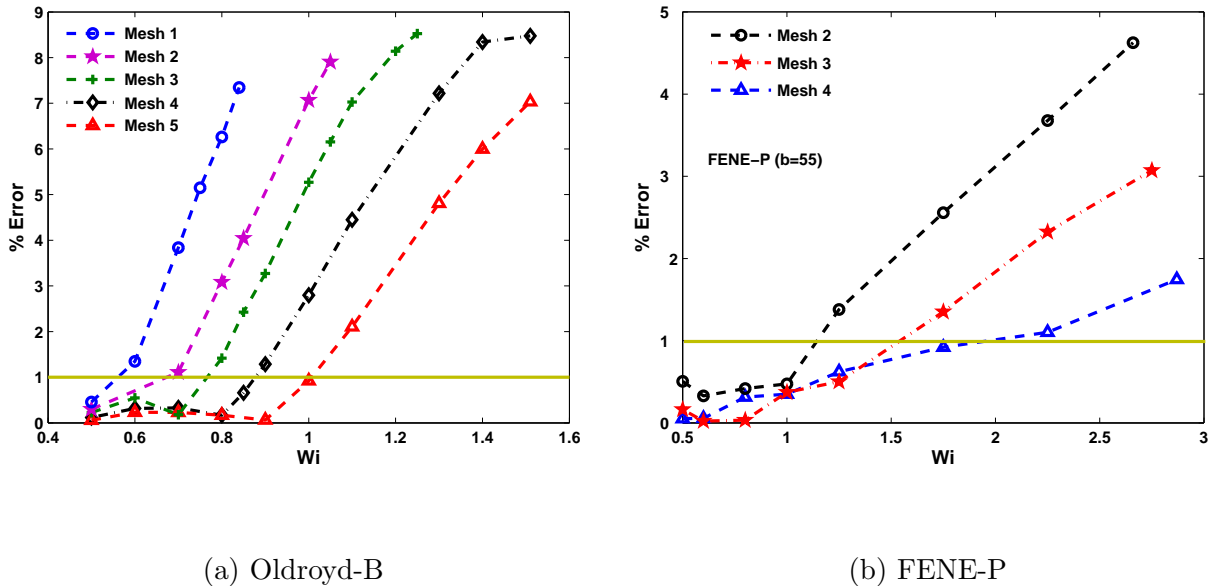 9
8
7
6
5
4
3
2
1
0
% Error
0.4
0.6
0.8
1
1.2
1.4
1.6
Wi
Mesh 1
Mesh 2
Mesh 3
Mesh 4
Mesh 5
(a) Oldroyd-B
5
4
3
2
1
0
% Error
0.5
1
1.5
2
2.5
3
Wi
Mesh 2
Mesh 3
Mesh 4
FENE−P (b=55)
(b) FENE-P